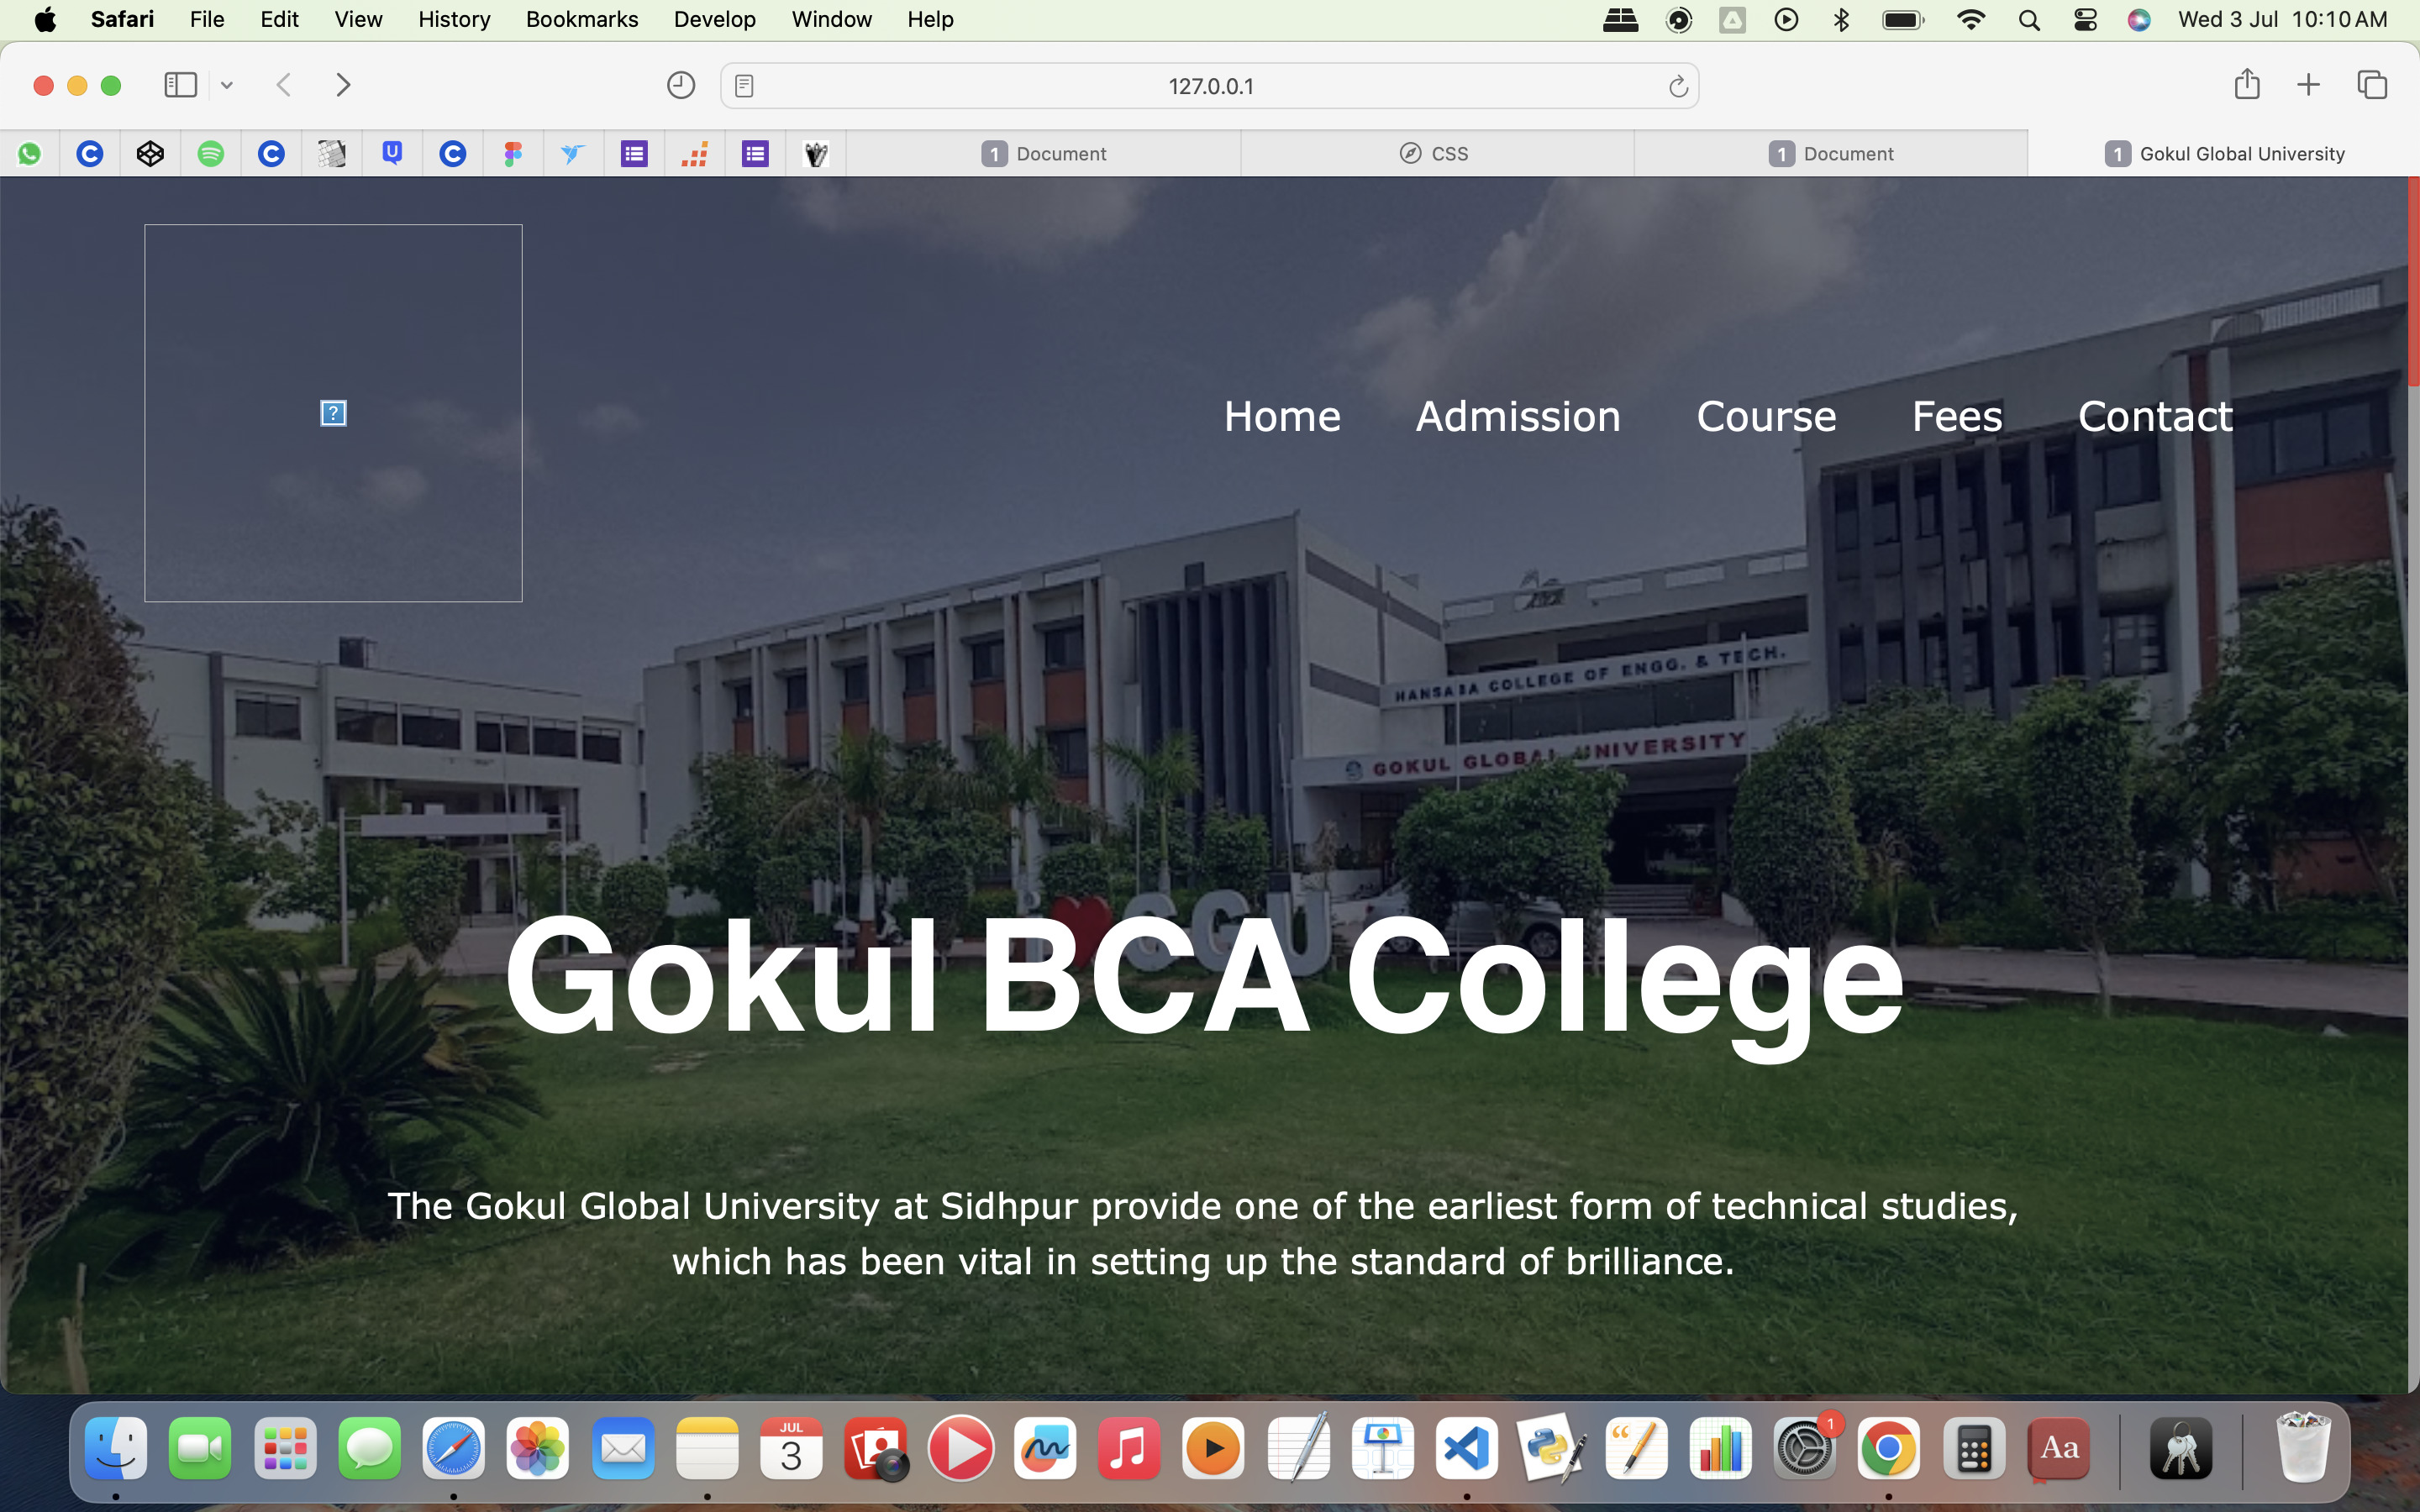 Safari File Edit View History Bookmarks Develop Window Help Wed 3 Jul 10:10 AM
127.0.0.1
1 Document CSS 1 Document 1 Gokul Global University
?
Home Admission Course Fees Contact
HANSABA COLLEGE OF ENGG. & TECH.
GOKUL GLOBAL UNIVERSITY
GGU
Gokul BCA College
The Gokul Global University at Sidhpur provide one of the earliest form of technical studies,
which has been vital in setting up the standard of brilliance.
JUL
3
1
Aa